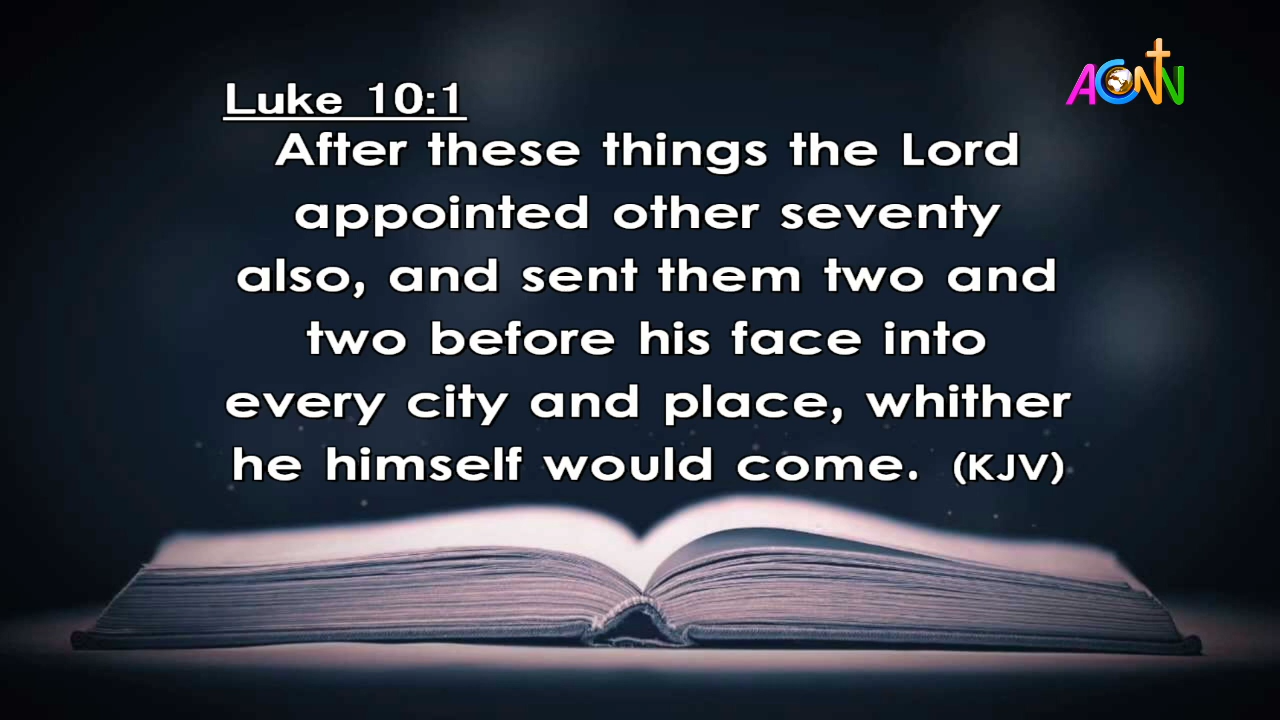 ACNN
Luke 10:1
After these things the Lord
appointed other seventy
also, and sent them two and
two before his face into
every city and place, whither
he himself would come. (KJV)